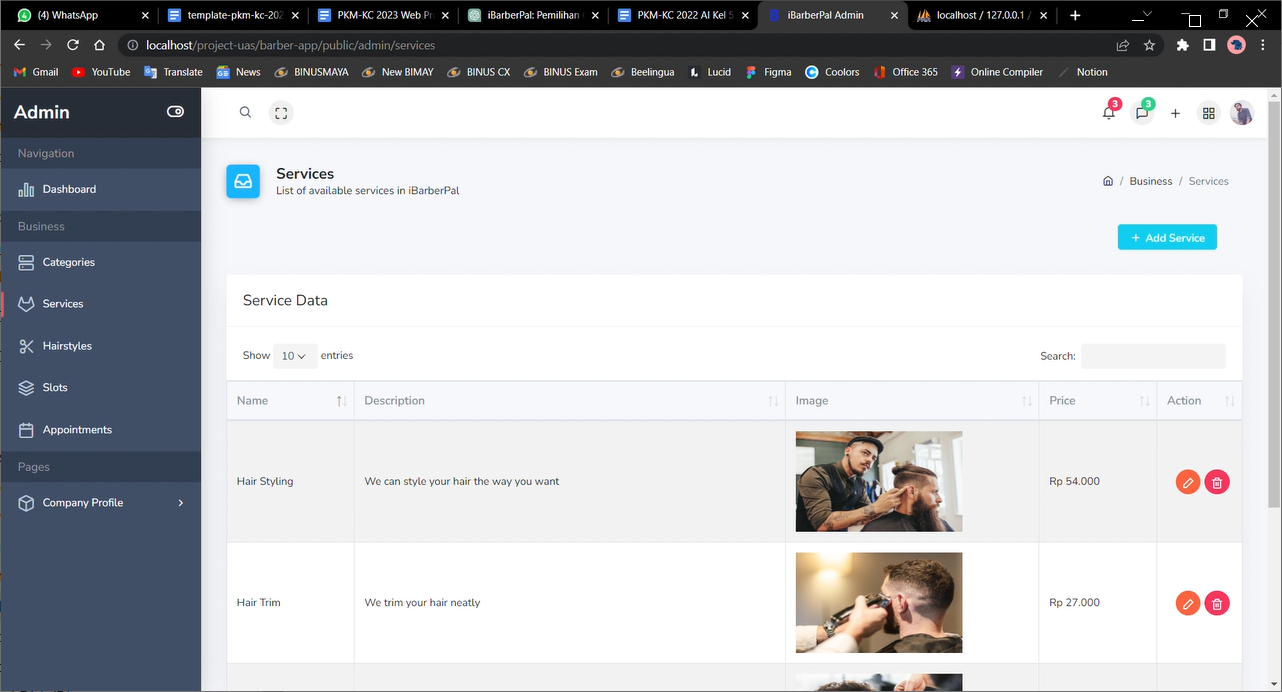 (4) WhatsApp
template-pkm-kc-202
PKM-KC 2023 Web Pr
iBarberPal: Pemilihan
PKM-KC 2022 AI Kel 5
iBarberPal Admin
localhost / 127.0.0.1 /
localhost/project-uas/barber-app/public/admin/services
Gmail YouTube Translate News BINUSMAYA New BIMAY BINUS CX BINUS Exam Beelingua Lucid Figma Coolors Office 365 Online Compiler Notion
Admin
Navigation
Dashboard
Business
Categories
Services
Hairstyles
Slots
Appointments
Pages
Company Profile
3 3
Services
List of available services in iBarberPal
/ Business / Services
+ Add Service
Service Data
Show 10 entries
Search:
Name Description Image Price Action
Hair Styling We can style your hair the way you want Rp 54.000
Hair Trim We trim your hair neatly Rp 27.000